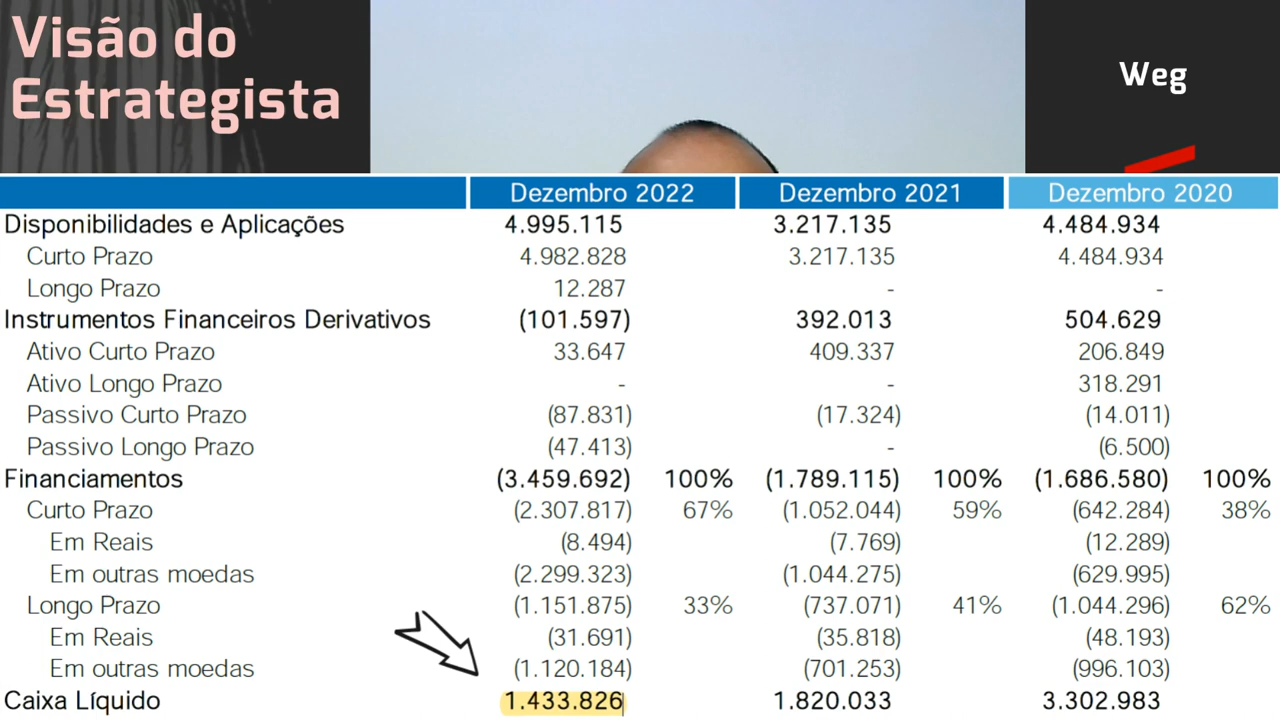 Visão do
Estrategista
Weg
Dezembro 2022 Dezembro 2021 Dezembro 2020
Disponibilidades e Aplicações 4.995.115 3.217.135 4.484.934
Curto Prazo 4.982.828 3.217.135 4.484.934
Longo Prazo 12.287 - -
Instrumentos Financeiros Derivativos (101.597) 392.013 504.629
Ativo Curto Prazo 33.647 409.337 206.849
Ativo Longo Prazo - - 318.291
Passivo Curto Prazo (87.831) (17.324) (14.011)
Passivo Longo Prazo (47.413) - (6.500)
Financiamentos (3.459.692) 100% (1.789.115) 100% (1.686.580) 100%
Curto Prazo (2.307.817) 67% (1.052.044) 59% (642.284) 38%
Em Reais (8.494) (7.769) (12.289)
Em outras moedas (2.299.323) (1.044.275) (629.995)
Longo Prazo (1.151.875) 33% (737.071) 41% (1.044.296) 62%
Em Reais (31.691) (35.818) (48.193)
Em outras moedas (1.120.184) (701.253) (996.103)
Caixa Líquido 1.433.826 1.820.033 3.302.983